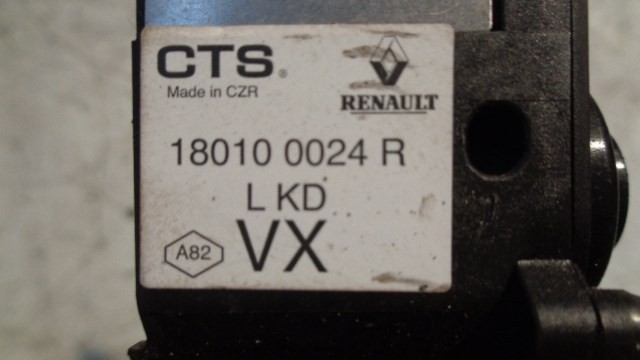 CTS®
Made in CZR
RENAULT
18010 0024 R
L KD
A82
VX